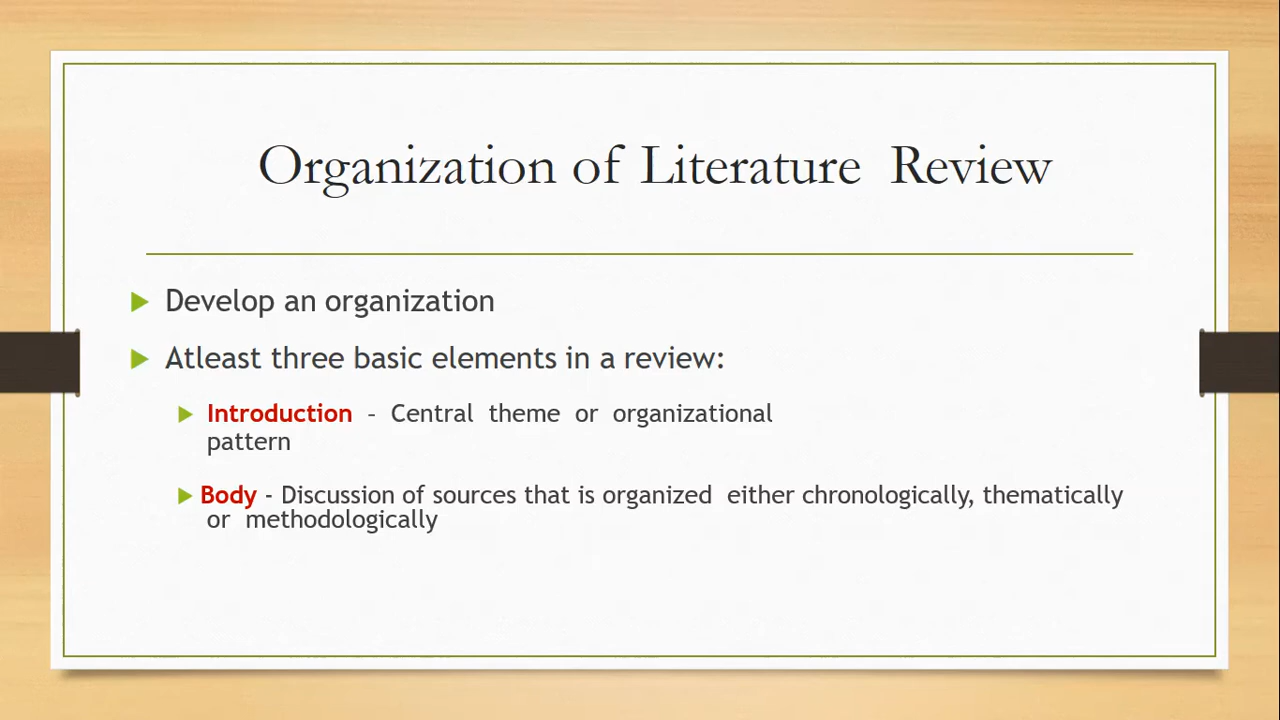 Organization of Literature Review
Develop an organization
Atleast three basic elements in a review:
Introduction - Central theme or organizational
pattern
Body - Discussion of sources that is organized either chronologically, thematically
or methodologically